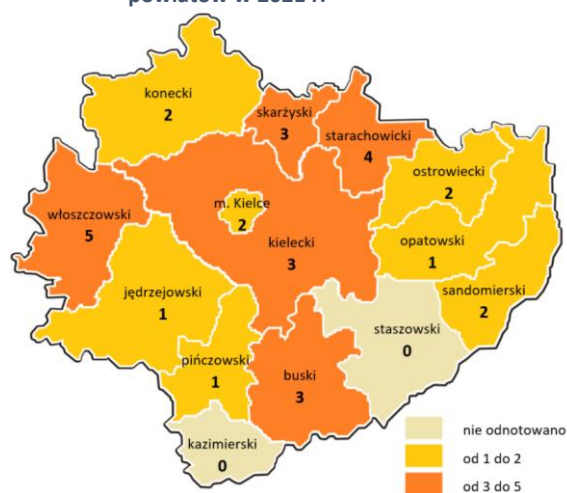 konecki
2
skarżyski
3
starachowicki
4
ostrowiecki
2
włoszczowski
5
m. Kielce
2
kielecki
3
opatowski
1
jędrzejowski
1
sandomierski
2
staszowski
0
pińczowski
1
buski
3
kazimierski
0
nie odnotowano
od 1 do 2
od 3 do 5